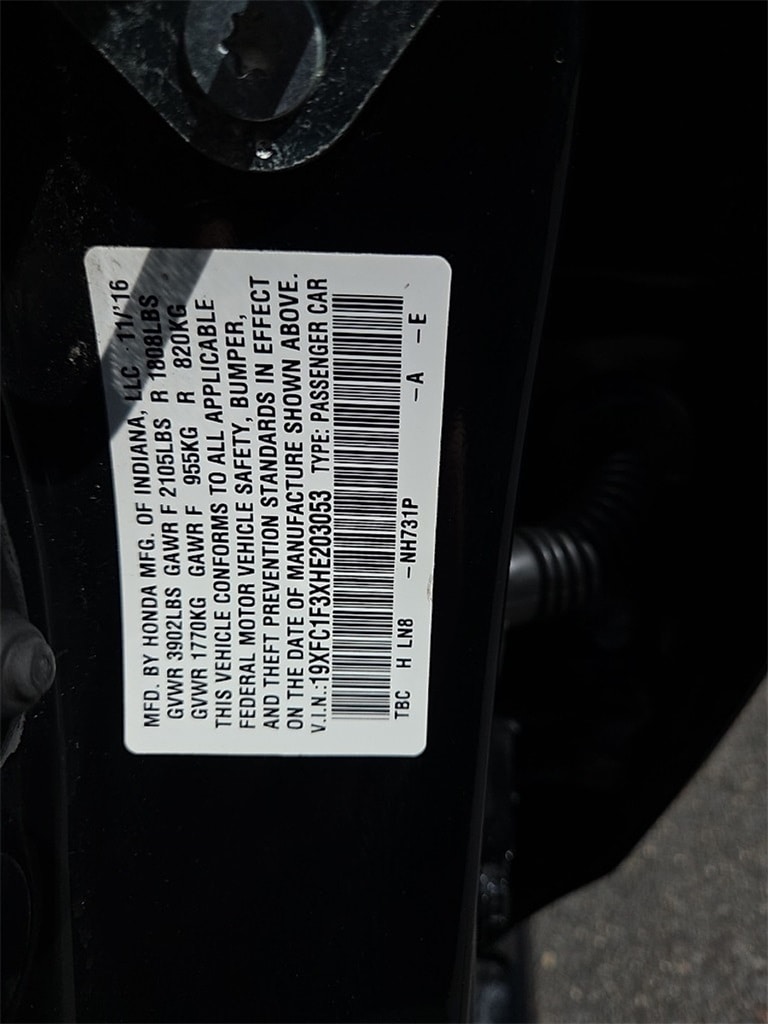 MFD. BY HONDA MFG. OF INDIANA, LLC 11/'16
GVWR 3902LBS GAWR F 2105LBS R 1808LBS
GVWR 1770KG GAWR F 955KG R 820KG
THIS VEHICLE CONFORMS TO ALL APPLICABLE
FEDERAL MOTOR VEHICLE SAFETY, BUMPER,
AND THEFT PREVENTION STANDARDS IN EFFECT
ON THE DATE OF MANUFACTURE SHOWN ABOVE.
V.I.N.:19XFC1F3XHE203053 TYPE: PASSENGER CAR
TBC H LN8 -NH731P -A -E